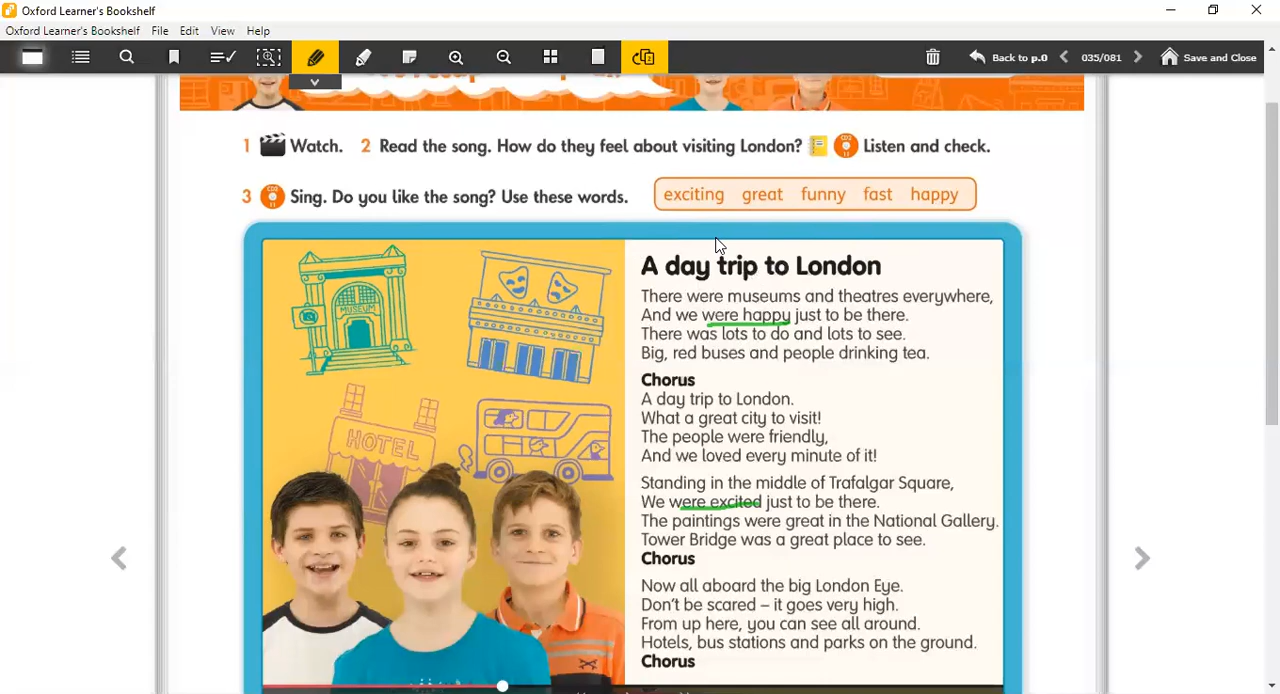 Oxford Learner's Bookshelf
Oxford Learner's Bookshelf File Edit View Help
Back to p.0 035/081 Save and Close
1 Watch. 2 Read the song. How do they feel about visiting London? Listen and check.
3 Sing. Do you like the song? Use these words. exciting great funny fast happy
MUSEUM
HOTEL
A day trip to London
There were museums and theatres everywhere,
And we were happy just to be there.
There was lots to do and lots to see.
Big, red buses and people drinking tea.
Chorus
A day trip to London.
What a great city to visit!
The people were friendly,
And we loved every minute of it!
Standing in the middle of Trafalgar Square,
We were excited just to be there.
The paintings were great in the National Gallery.
Tower Bridge was a great place to see.
Chorus
Now all aboard the big London Eye.
Don't be scared – it goes very high.
From up here, you can see all around.
Hotels, bus stations and parks on the ground.
Chorus